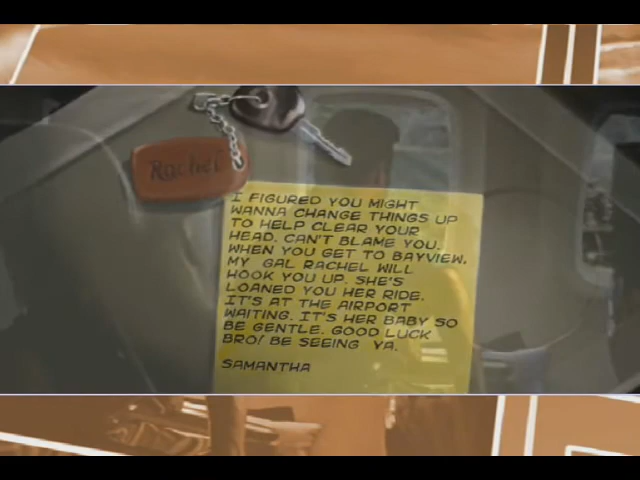 Rachel
I FIGURED YOU MIGHT
WANNA CHANGE THINGS UP
TO HELP CLEAR YOUR
HEAD. CAN'T BLAME YOU.
WHEN YOU GET TO BAYVIEW,
MY GAL RACHEL WILL
HOOK YOU UP. SHE'S
LOANED YOU HER RIDE.
IT'S AT THE AIRPORT
WAITING. IT'S HER BABY SO
BE GENTLE. GOOD LUCK
BRO! BE SEEING YA.
SAMANTHA